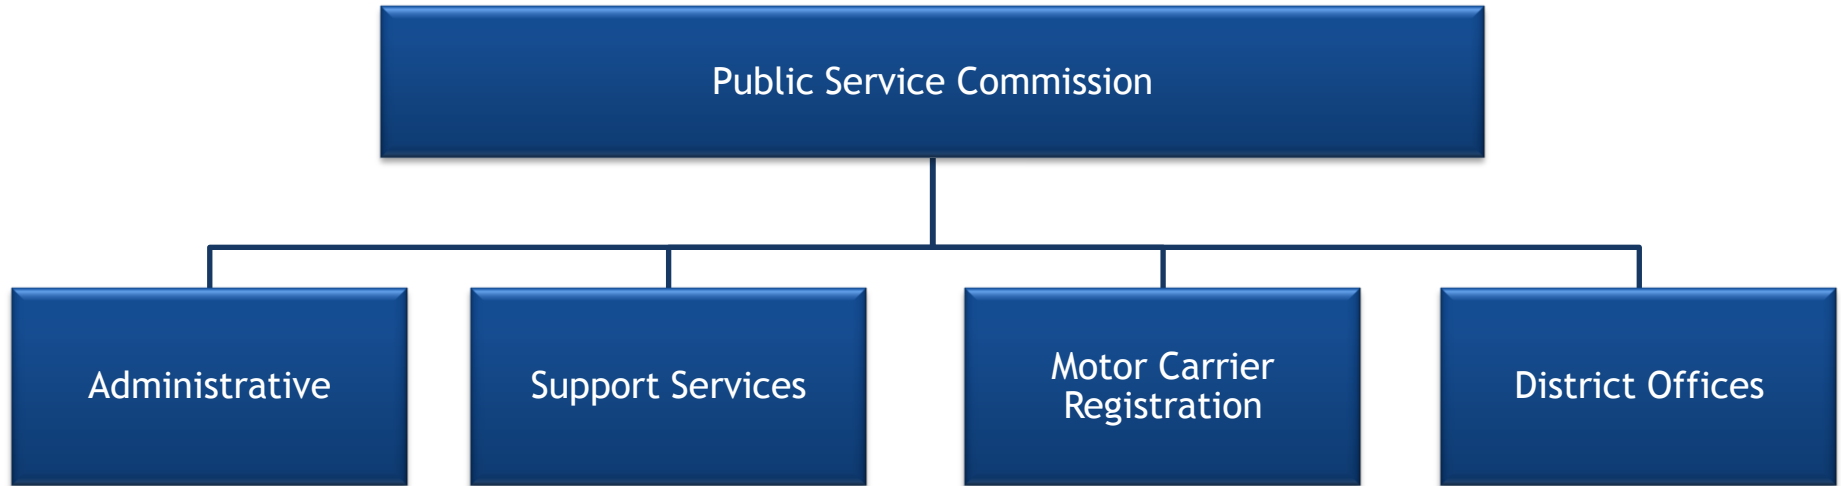 Public Service Commission
Administrative
Support Services
Motor Carrier
Registration
District Offices